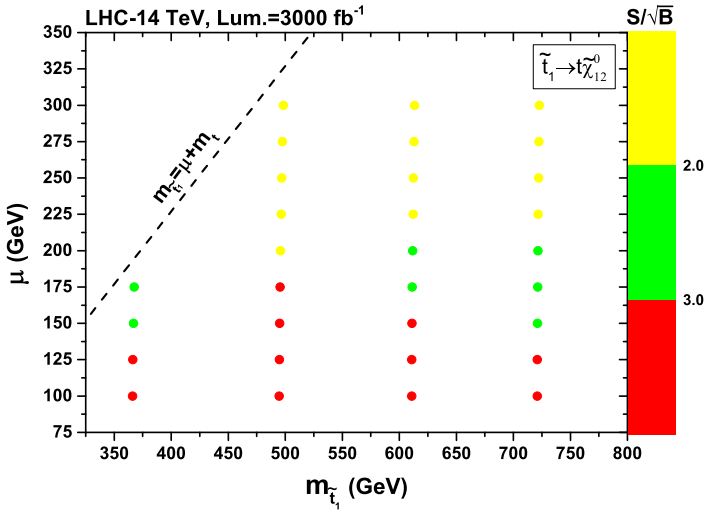 LHC-14 TeV, Lum.=3000 fb⁻¹
S/√B
t̃₁→tχ̃⁰₁₂
m_t̃₁=μ+m_t
350
325
300
275
250
225
200
175
150
125
100
75
μ (GeV)
350 400 450 500 550 600 650 700 750 800
m_t̃₁ (GeV)
2.0
3.0